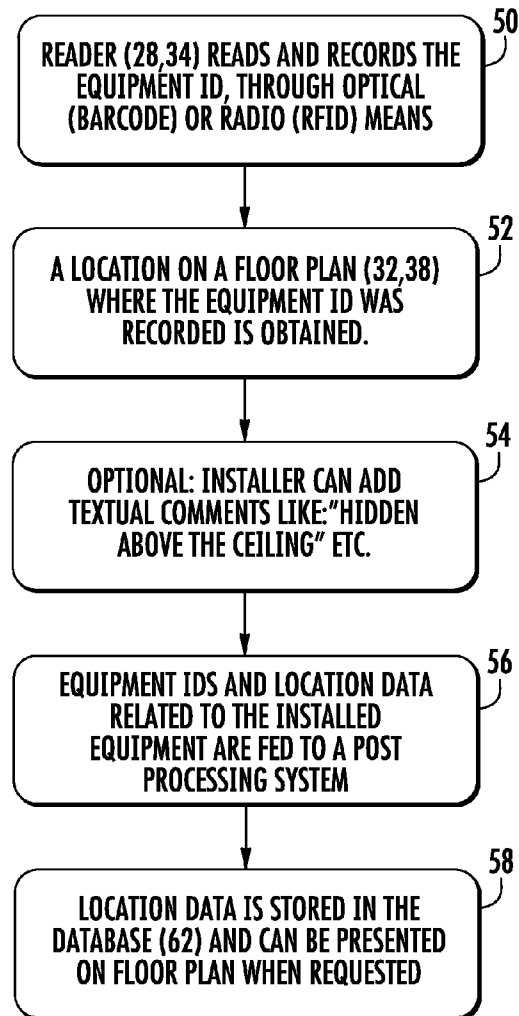 50
READER (28,34) READS AND RECORDS THE
EQUIPMENT ID, THROUGH OPTICAL
(BARCODE) OR RADIO (RFID) MEANS
52
A LOCATION ON A FLOOR PLAN (32,38)
WHERE THE EQUIPMENT ID WAS
RECORDED IS OBTAINED.
54
OPTIONAL: INSTALLER CAN ADD
TEXTUAL COMMENTS LIKE:"HIDDEN
ABOVE THE CEILING" ETC.
56
EQUIPMENT IDS AND LOCATION DATA
RELATED TO THE INSTALLED
EQUIPMENT ARE FED TO A POST
PROCESSING SYSTEM
58
LOCATION DATA IS STORED IN THE
DATABASE (62) AND CAN BE PRESENTED
ON FLOOR PLAN WHEN REQUESTED